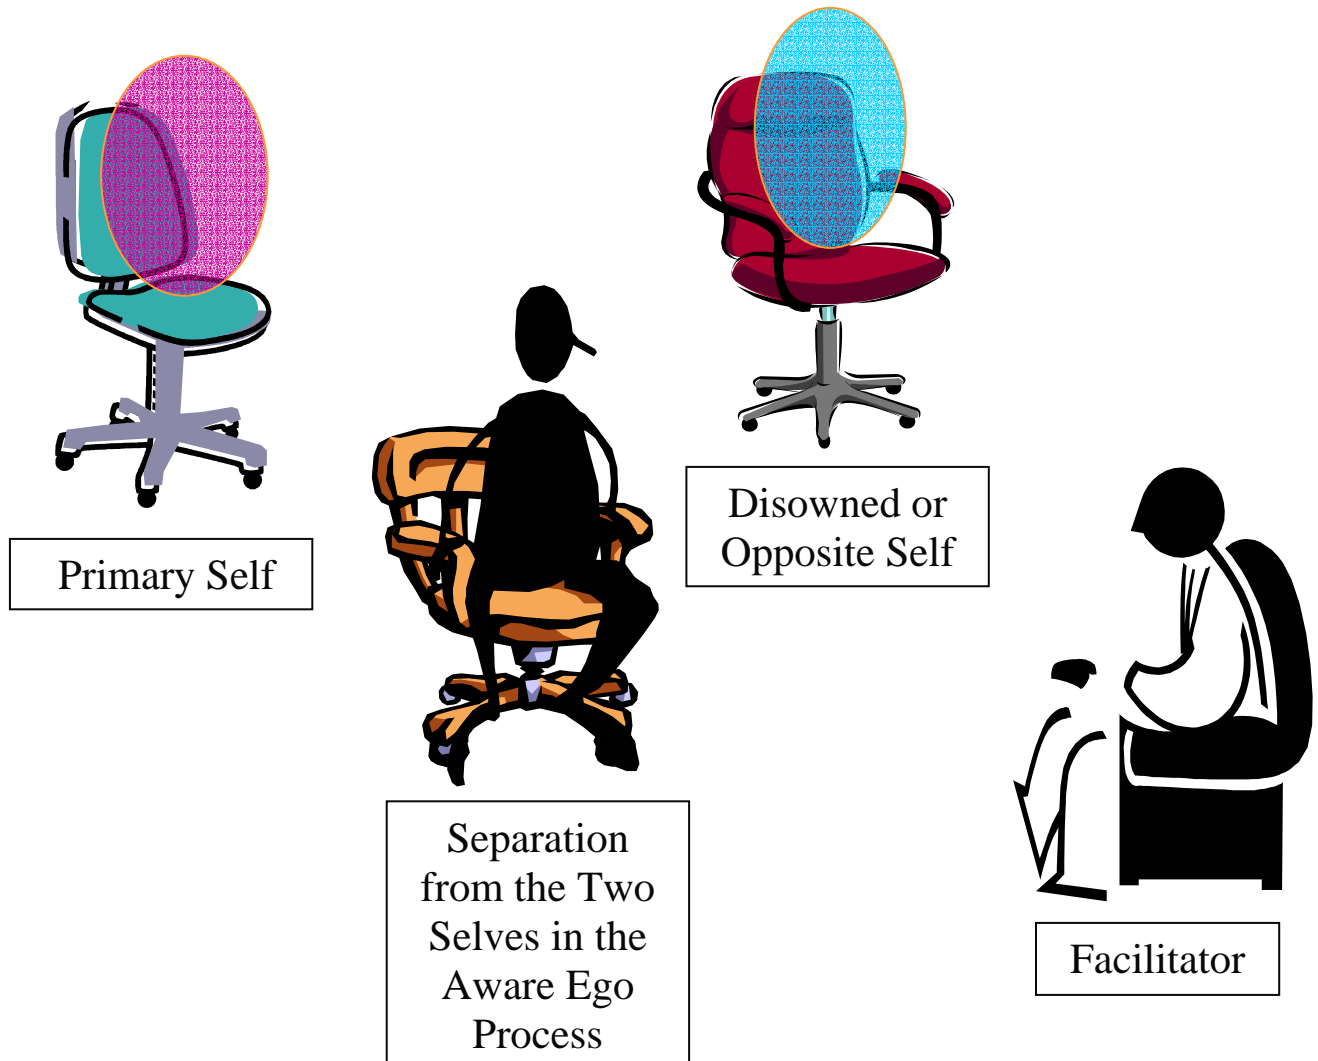 Primary Self
Disowned or
Opposite Self
Separation
from the Two
Selves in the
Aware Ego
Process
Facilitator